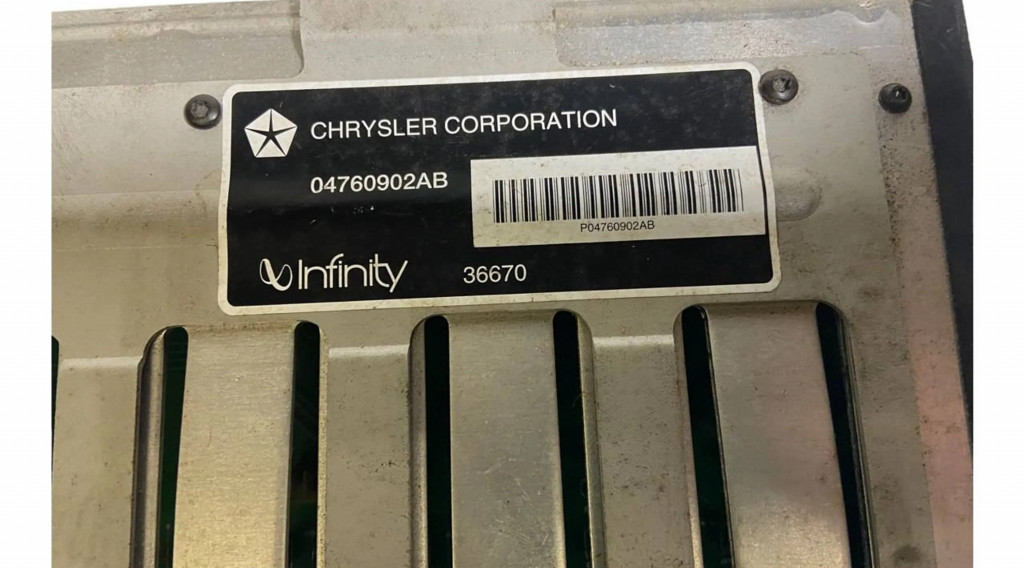 CHRYSLER CORPORATION
04760902AB
P04760902AB
Infinity 36670